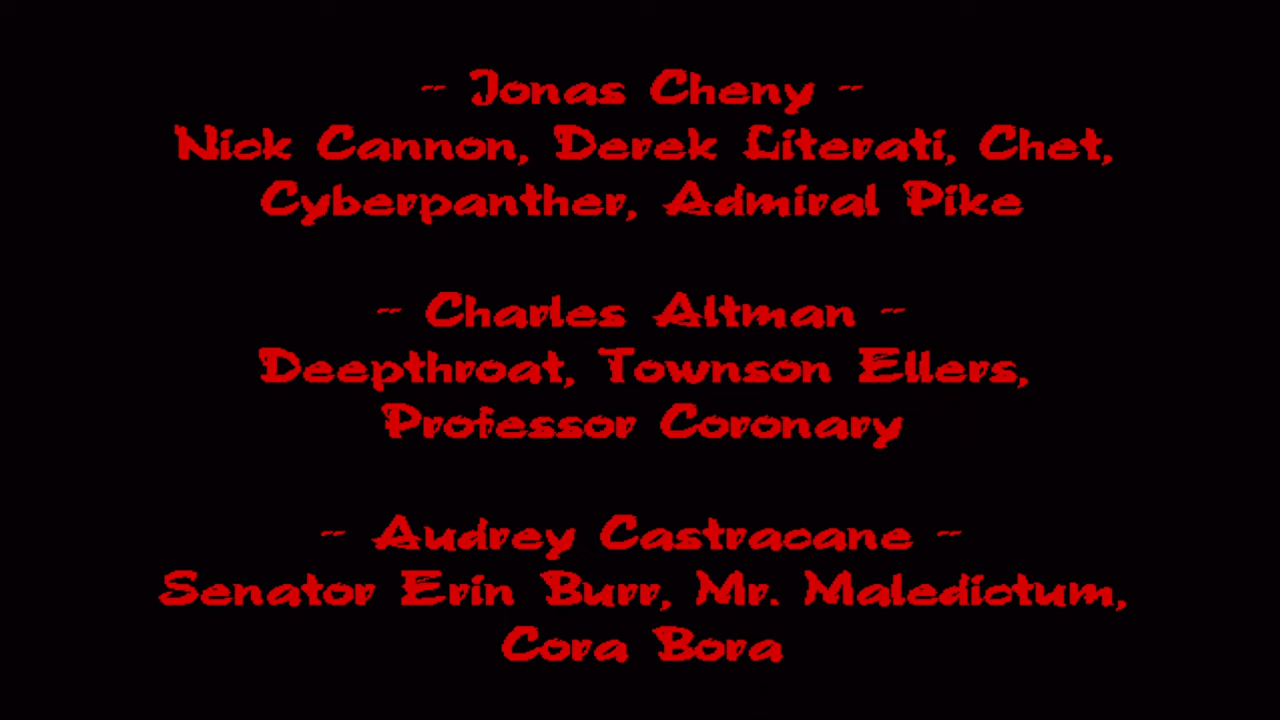 - Jonas Cheny -
Nick Cannon, Derek Literati, Chet,
Cyberpanther, Admiral Pike
- Charles Altman -
Deepthroat, Townson Ellers,
Professor Coronary
- Audrey Castracane -
Senator Erin Burr, Mr. Maledictum,
Cora Bora